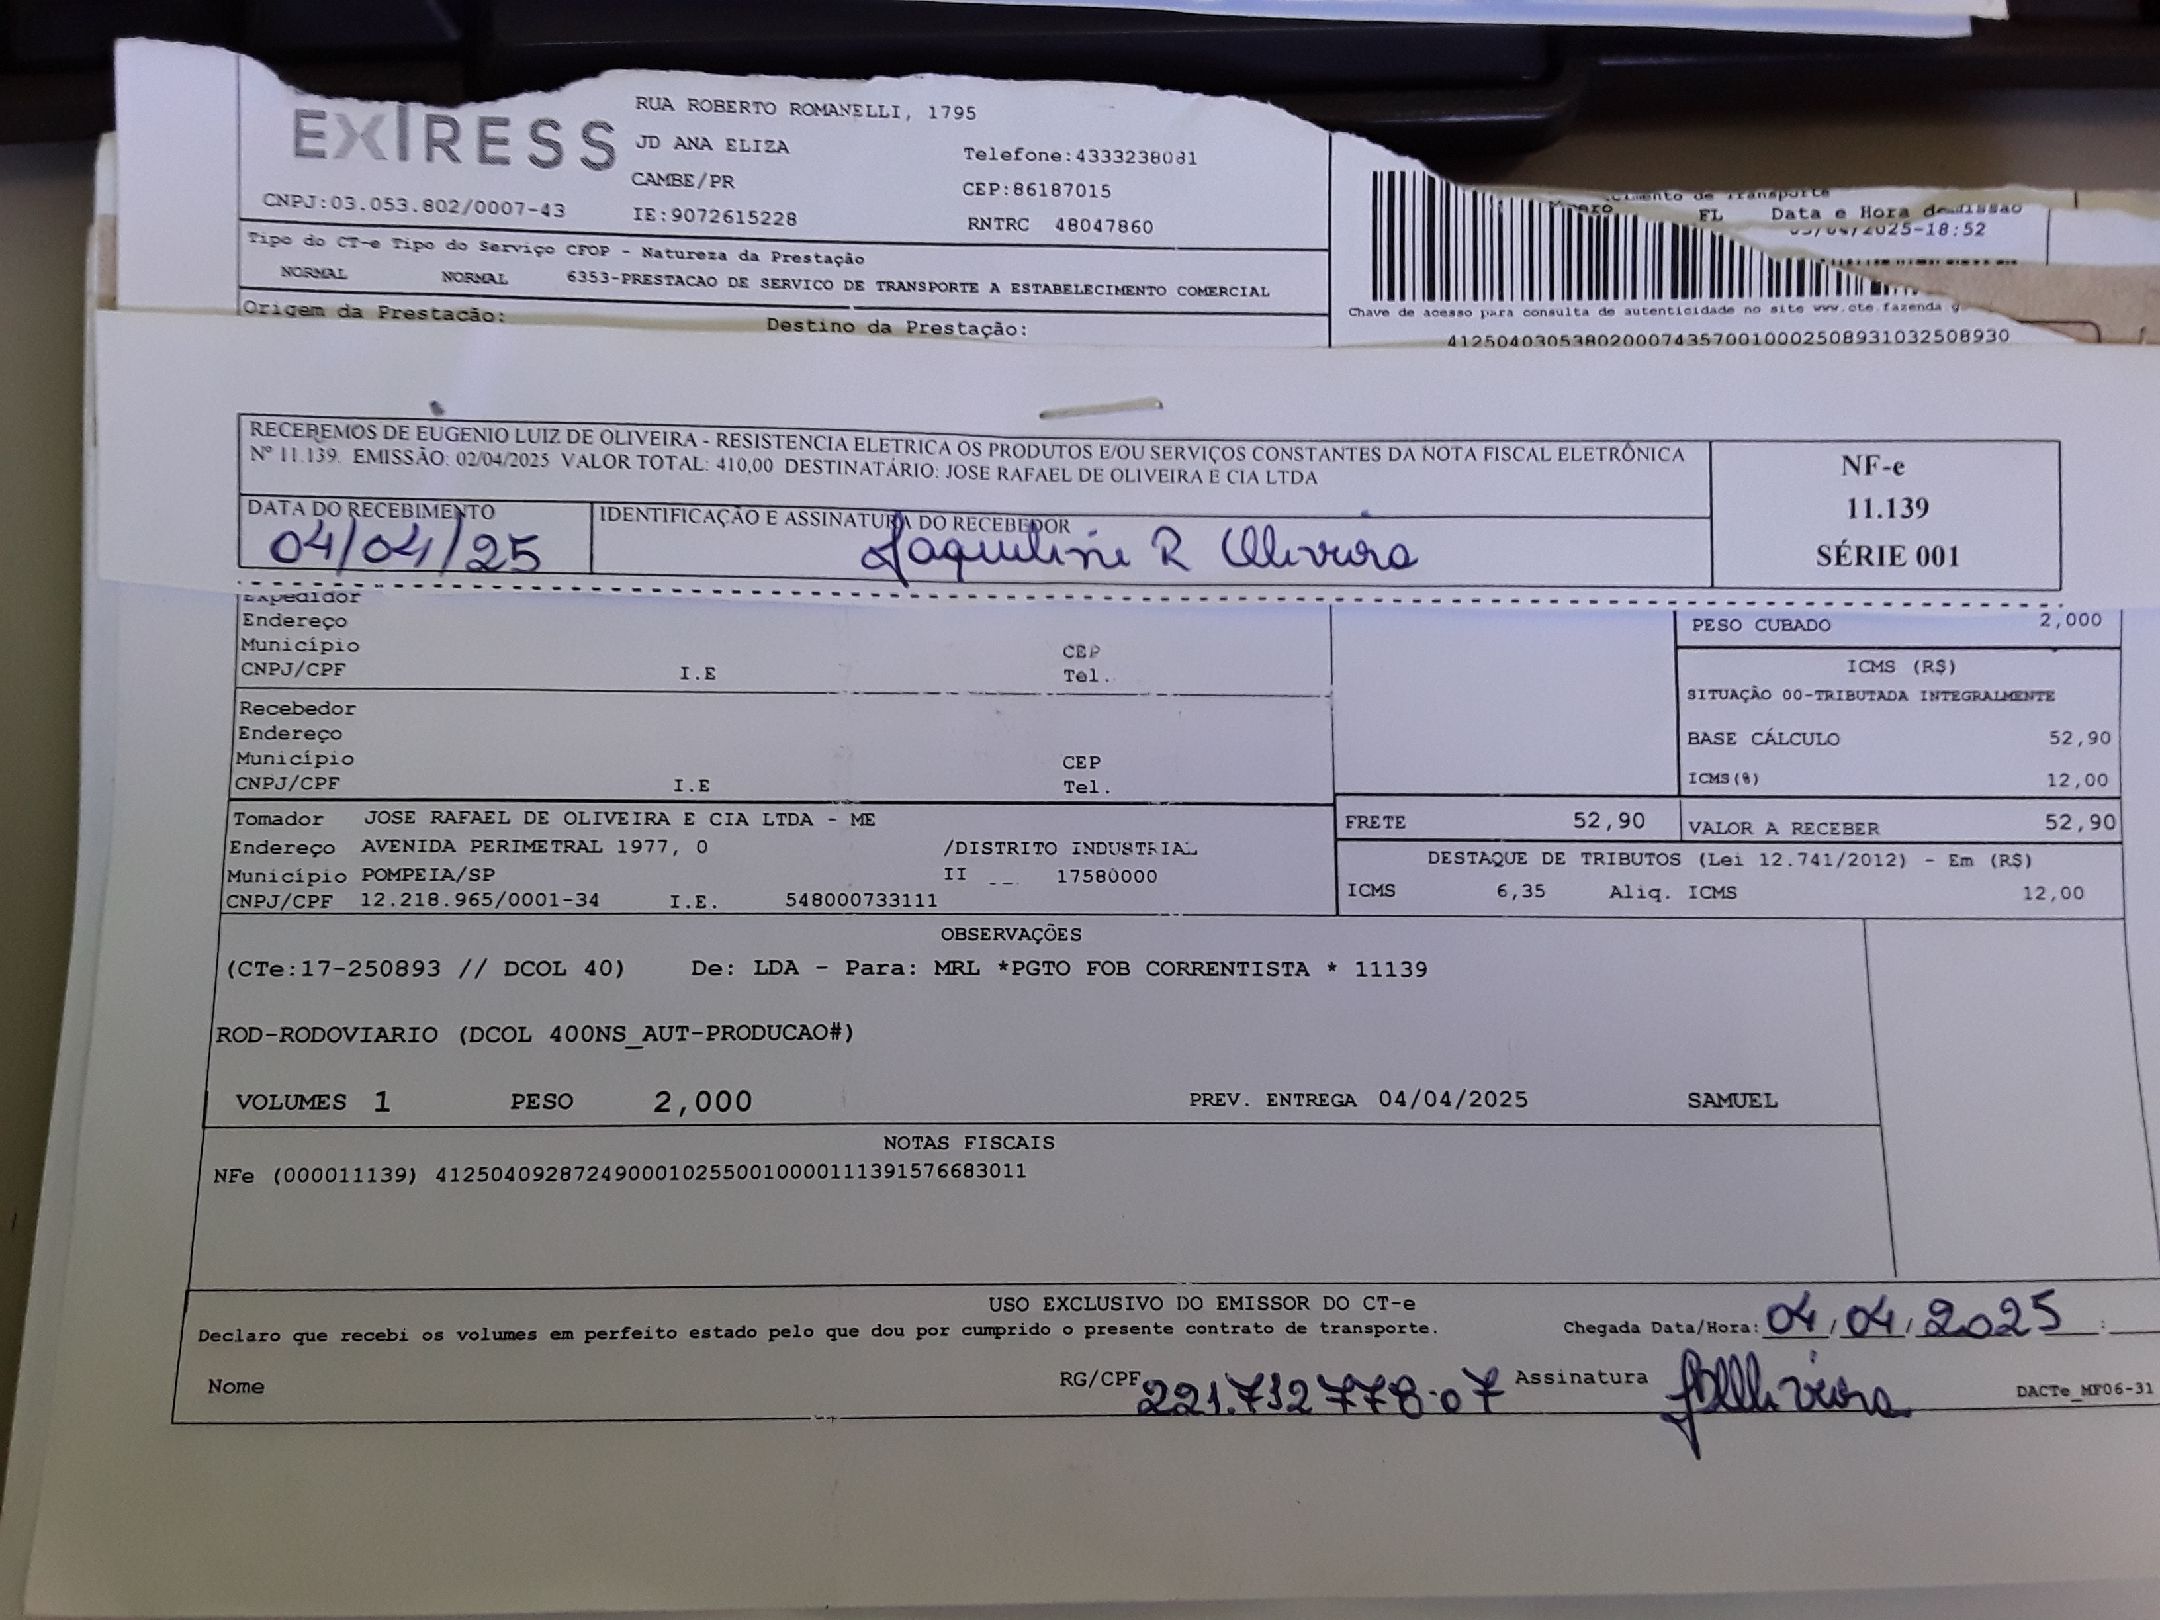 EXIRESS
RUA ROBERTO ROMANELLI, 1795
JD ANA ELIZA
Telefone:4333238081
CAMBE/PR
CEP:86187015
CNPJ:03.053.802/0007-43
IE:9072615228
RNTRC 48047860
FL Data e Hora de
/2025-18:52
Tipo do CT-e Tipo do Serviço CFOP - Natureza da Prestação
NORMAL NORMAL 6353-PRESTACAO DE SERVICO DE TRANSPORTE A ESTABELECIMENTO COMERCIAL
Origem da Prestação: Destino da Prestação:
Chave de acesso para consulta de autenticidade no site www.cte.fazenda.g
41250403053802000743570010002508931032508930
RECEBEMOS DE EUGENIO LUIZ DE OLIVEIRA - RESISTENCIA ELETRICA OS PRODUTOS E/OU SERVIÇOS CONSTANTES DA NOTA FISCAL ELETRÔNICA
Nº 11.139. EMISSÃO: 02/04/2025 VALOR TOTAL: 410,00 DESTINATÁRIO: JOSE RAFAEL DE OLIVEIRA E CIA LTDA
NF-e
11.139
SÉRIE 001
DATA DO RECEBIMENTO
04/04/25
IDENTIFICAÇÃO E ASSINATURA DO RECEBEDOR
Jaqueline R Oliveira
Expedidor
Endereço
Município CEP
CNPJ/CPF I.E Tel.
Recebedor
Endereço
Município CEP
CNPJ/CPF I.E Tel.
PESO CUBADO 2,000
ICMS (R$)
SITUAÇÃO 00-TRIBUTADA INTEGRALMENTE
BASE CÁLCULO 52,90
ICMS(%) 12,00
Tomador JOSE RAFAEL DE OLIVEIRA E CIA LTDA - ME
Endereço AVENIDA PERIMETRAL 1977, 0 /DISTRITO INDUSTRIAL
Município POMPEIA/SP II 17580000
CNPJ/CPF 12.218.965/0001-34 I.E. 548000733111
FRETE 52,90 VALOR A RECEBER 52,90
DESTAQUE DE TRIBUTOS (Lei 12.741/2012) - Em (R$)
ICMS 6,35 Aliq. ICMS 12,00
OBSERVAÇÕES
(CTe:17-250893 // DCOL 40) De: LDA - Para: MRL *PGTO FOB CORRENTISTA * 11139
ROD-RODOVIARIO (DCOL 400NS_AUT-PRODUCAO#)
VOLUMES 1 PESO 2,000 PREV. ENTREGA 04/04/2025 SAMUEL
NOTAS FISCAIS
NFe (000011139) 41250409287249000102550010000111391576683011
USO EXCLUSIVO DO EMISSOR DO CT-e
Declaro que recebi os volumes em perfeito estado pelo que dou por cumprido o presente contrato de transporte. Chegada Data/Hora: 04/04/2025 :
Nome RG/CPF 221.732778-07 Assinatura DACTe_MF06-31